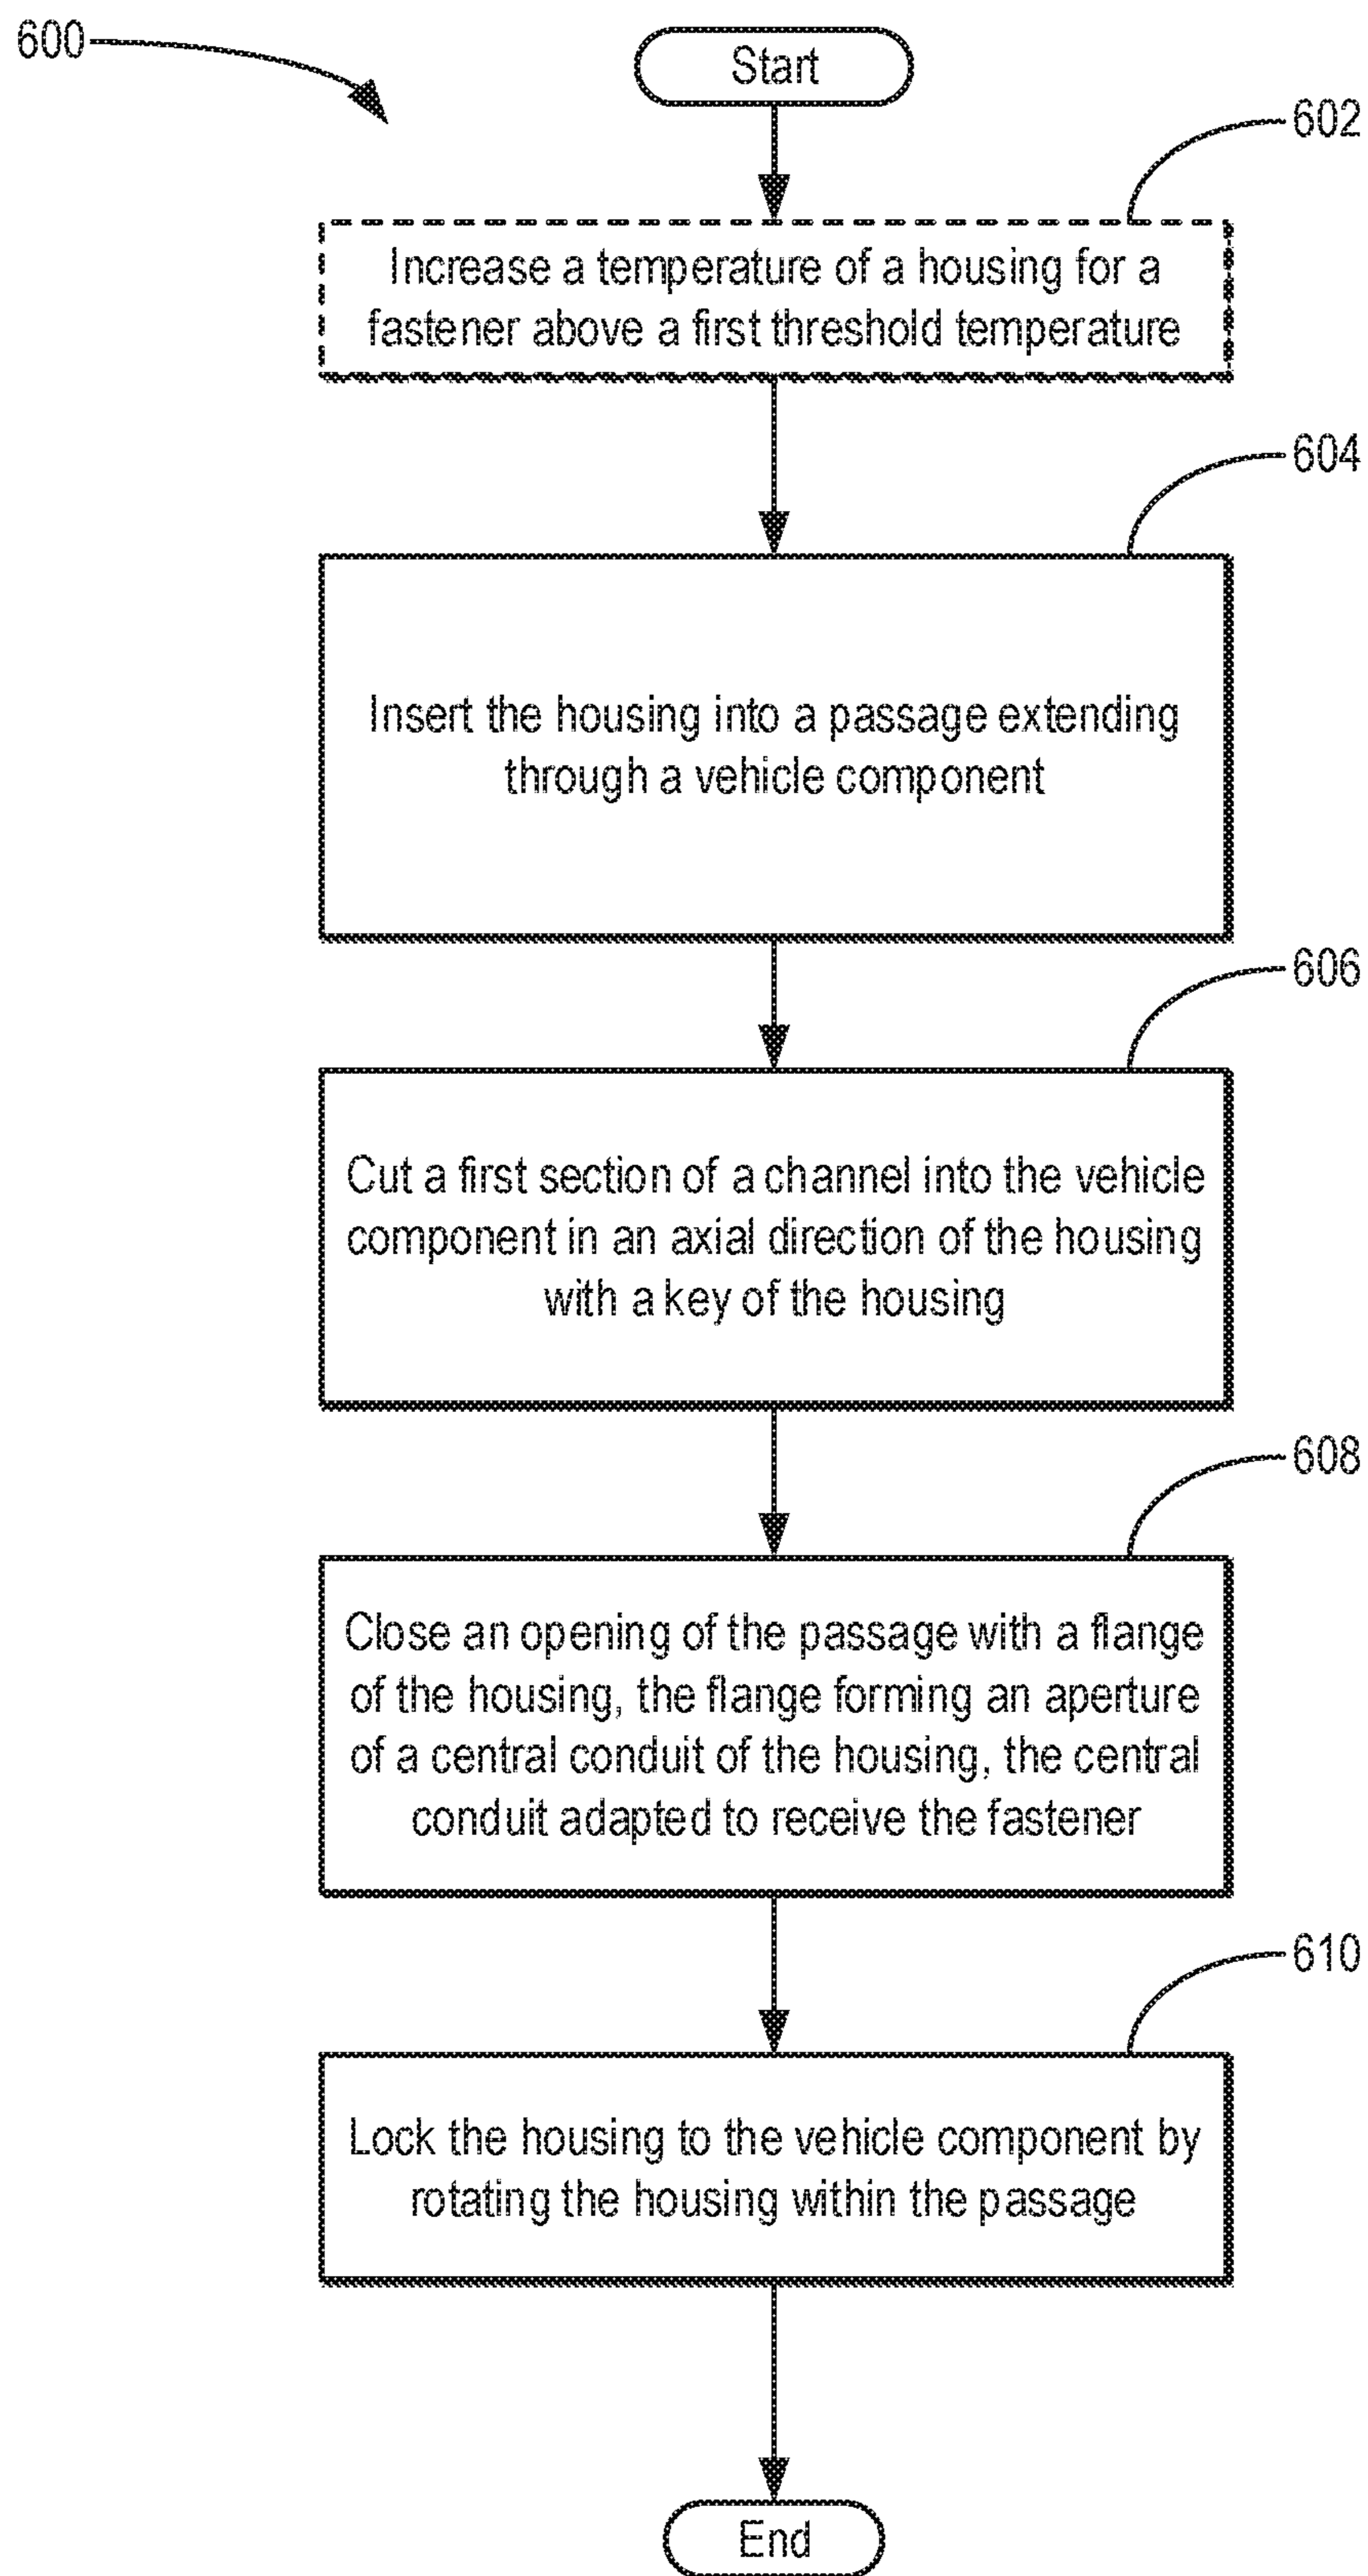 600
Start
602
Increase a temperature of a housing for a
fastener above a first threshold temperature
604
Insert the housing into a passage extending
through a vehicle component
606
Cut a first section of a channel into the vehicle
component in an axial direction of the housing
with a key of the housing
608
Close an opening of the passage with a flange
of the housing, the flange forming an aperture
of a central conduit of the housing, the central
conduit adapted to receive the fastener
610
Lock the housing to the vehicle component by
rotating the housing within the passage
End